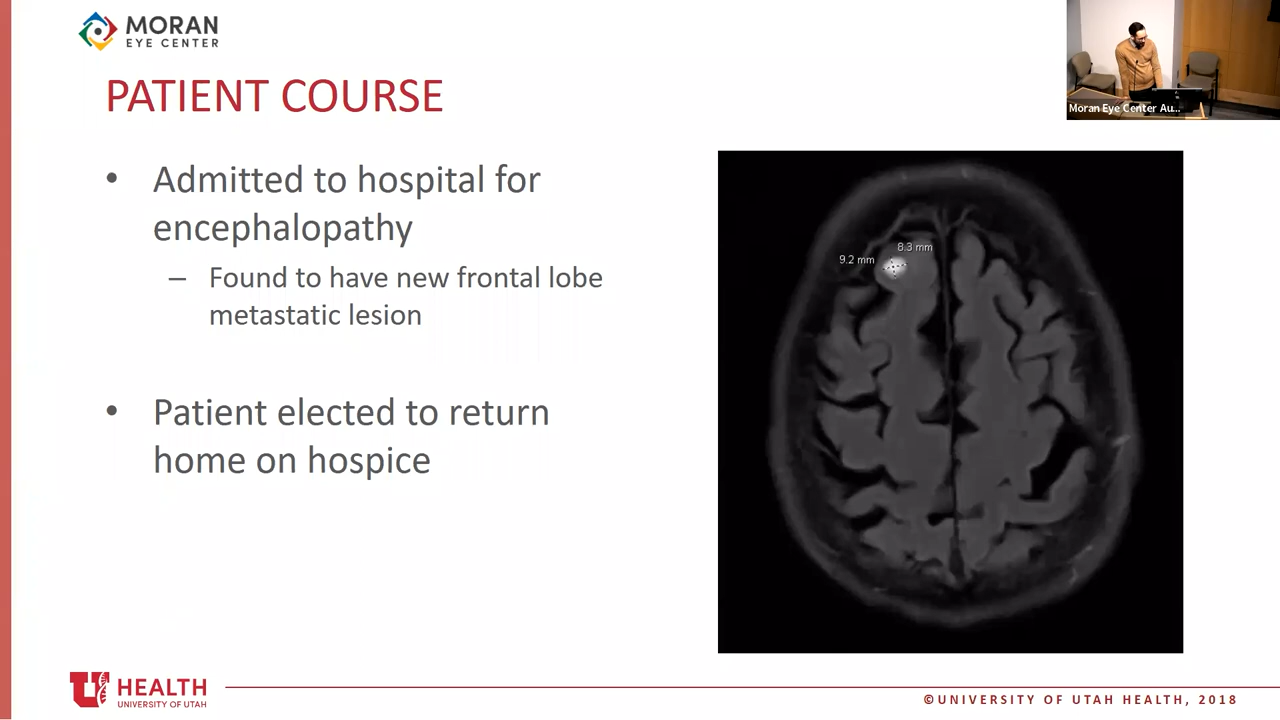 MORAN
EYE CENTER
PATIENT COURSE
• Admitted to hospital for
encephalopathy
– Found to have new frontal lobe
metastatic lesion
• Patient elected to return
home on hospice
8.3 mm
9.2 mm
Moran Eye Center Au...
U HEALTH
UNIVERSITY OF UTAH
©UNIVERSITY OF UTAH HEALTH, 2018